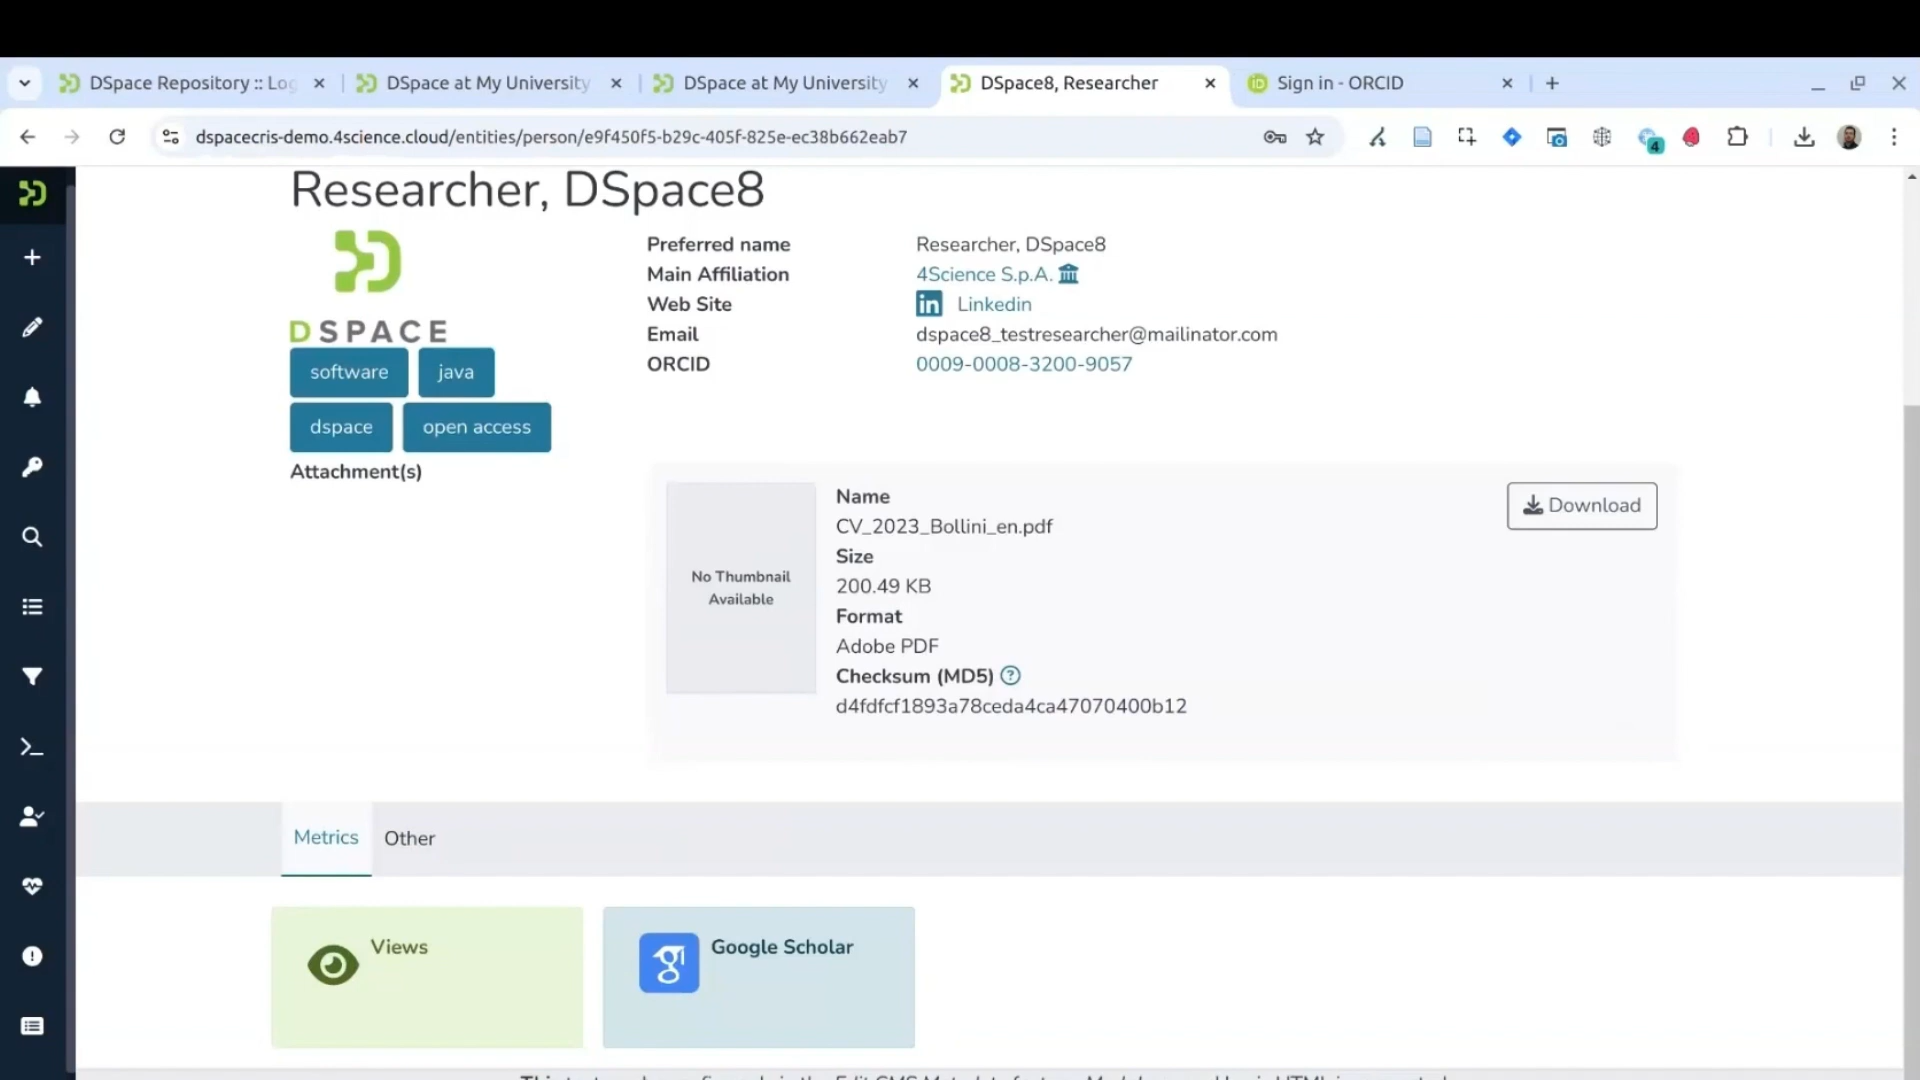 DSpace Repository :: Log
DSpace at My University
DSpace at My University
DSpace8, Researcher
Sign in - ORCID
dspacecris-demo.4science.cloud/entities/person/e9f450f5-b29c-405f-825e-ec38b662eab7
4
Researcher, DSpace8
DSPACE
software
java
dspace
open access
Preferred name
Researcher, DSpace8
Main Affiliation
4Science S.p.A.
Web Site
in Linkedin
Email
dspace8_testresearcher@mailinator.com
ORCID
0009-0008-3200-9057
Attachment(s)
No Thumbnail
Available
Name
CV_2023_Bollini_en.pdf
Size
200.49 KB
Format
Adobe PDF
Checksum (MD5)
d4fdfcf1893a78ceda4ca47070400b12
Download
Metrics
Other
Views
Google Scholar